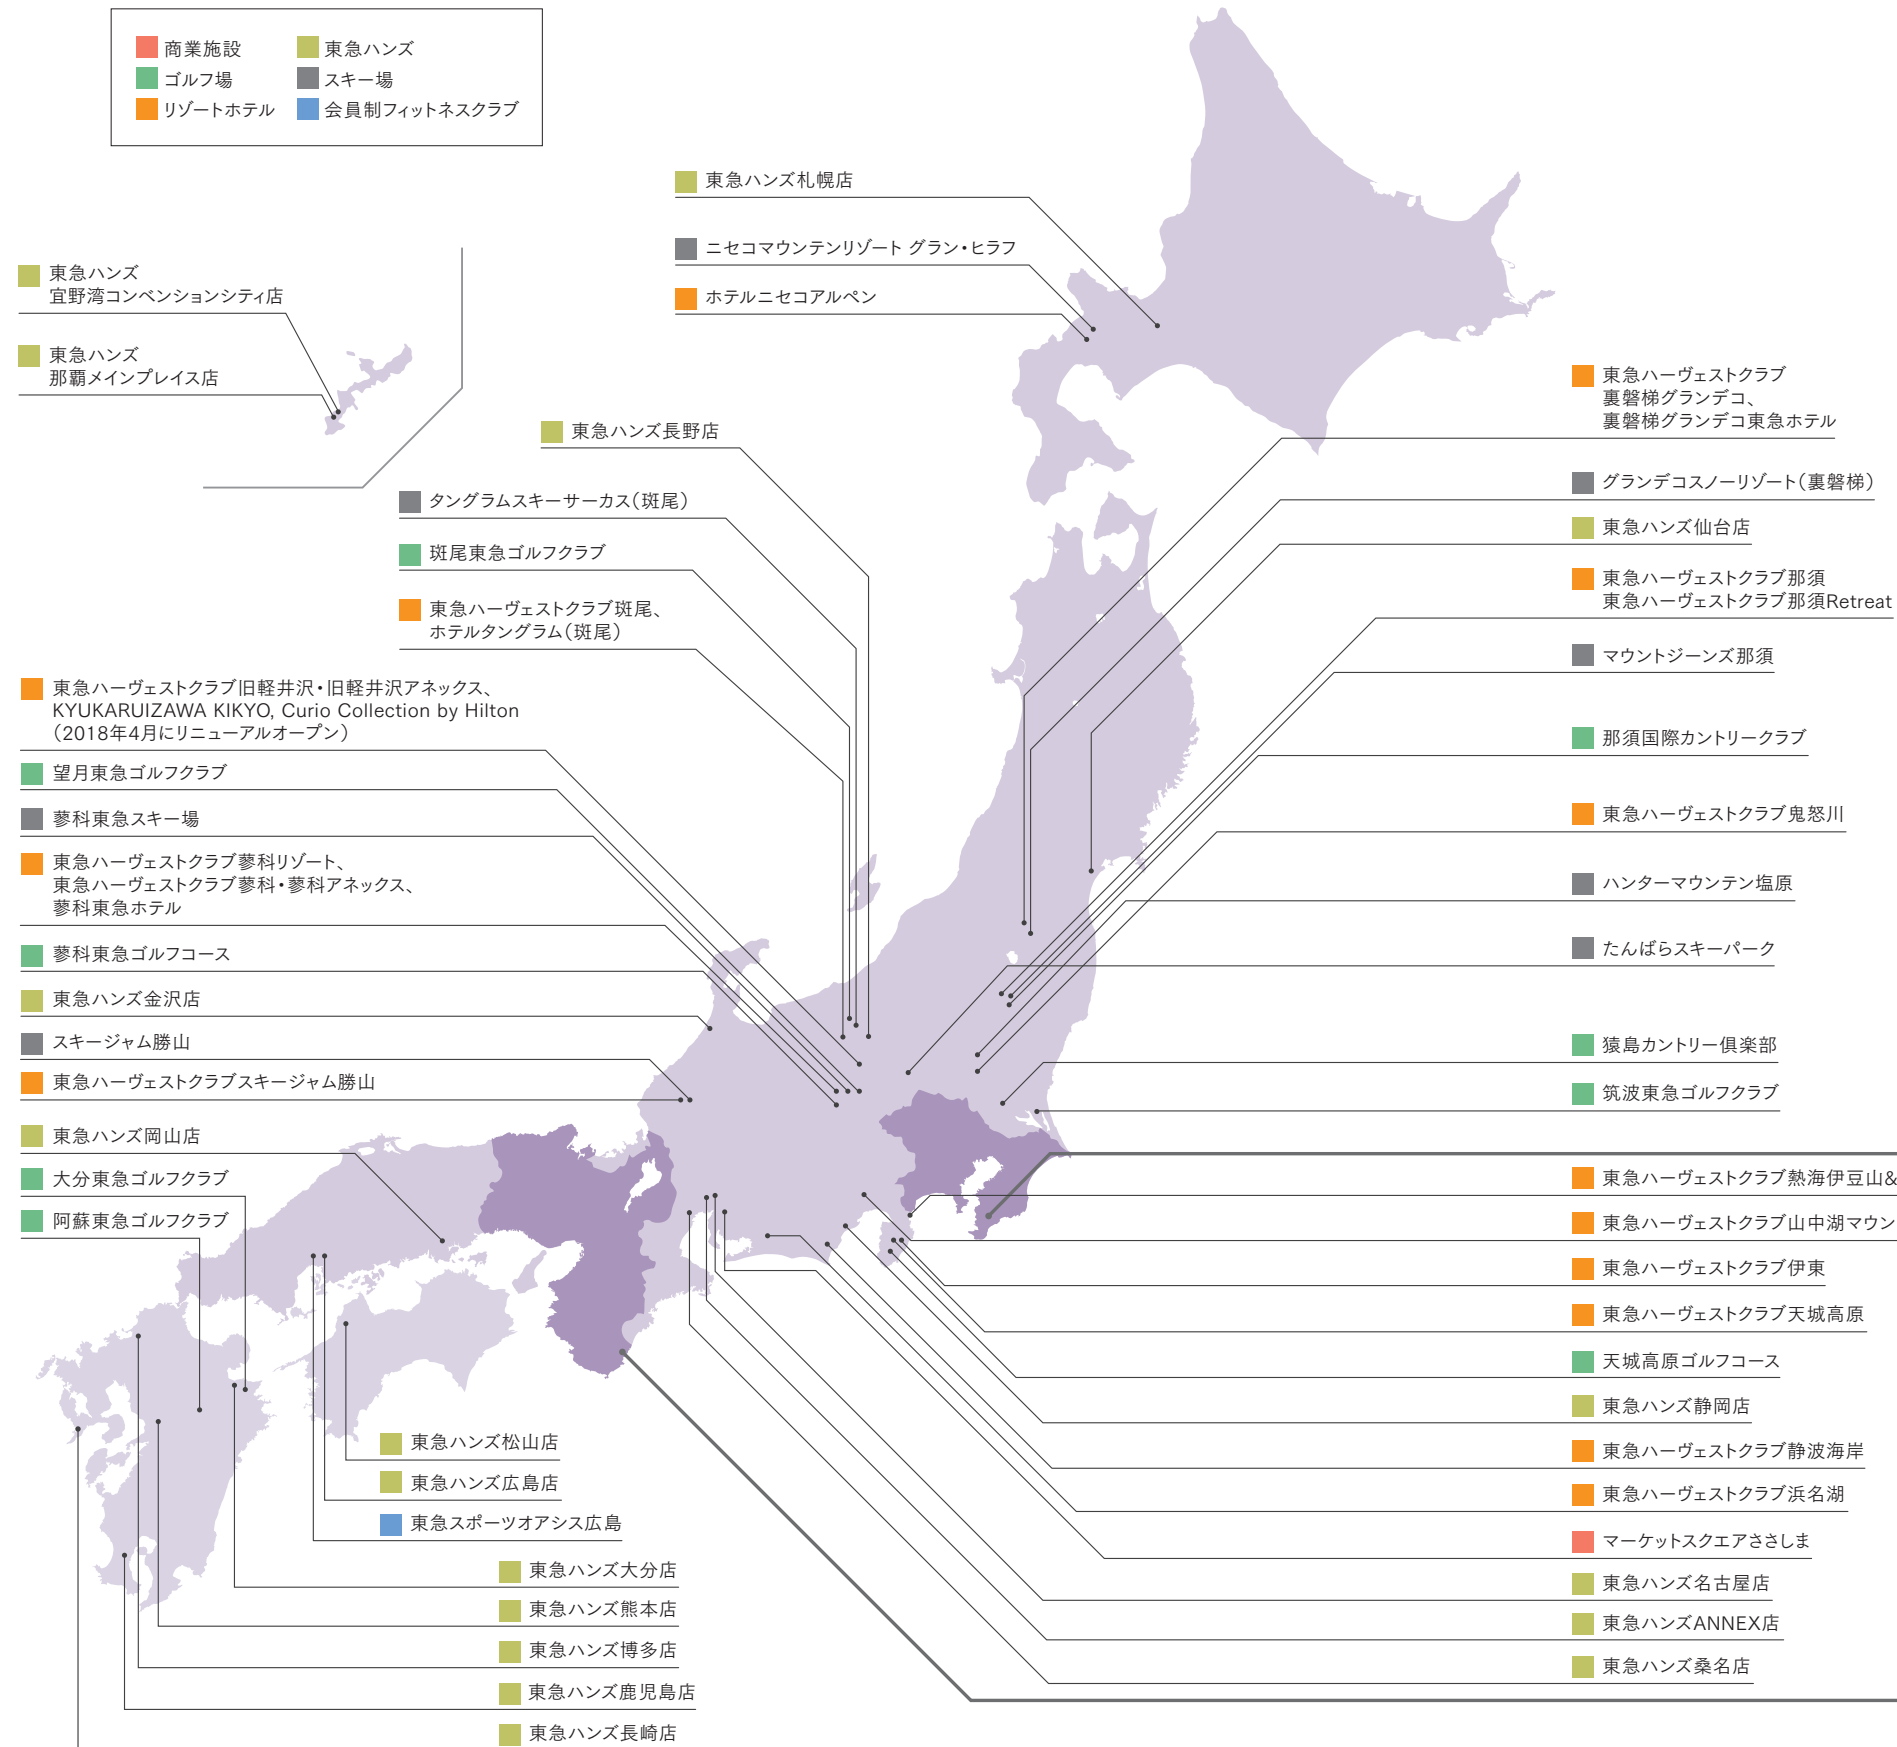 商業施設
東急ハンズ
ゴルフ場
スキー場
リゾートホテル
会員制フィットネスクラブ
東急ハンズ札幌店
ニセコマウンテンリゾート グラン・ヒラフ
ホテルニセコアルペン
東急ハンズ
宜野湾コンベンションシティ店
東急ハンズ
那覇メインプレイス店
東急ハンズ長野店
タングラムスキーサーカス(斑尾)
斑尾東急ゴルフクラブ
東急ハーヴェストクラブ斑尾、
ホテルタングラム(斑尾)
東急ハーヴェストクラブ旧軽井沢・旧軽井沢アネックス、
KYUKARUIZAWA KIKYO, Curio Collection by Hilton
(2018年4月にリニューアルオープン)
望月東急ゴルフクラブ
蓼科東急スキー場
東急ハーヴェストクラブ蓼科リゾート、
東急ハーヴェストクラブ蓼科・蓼科アネックス、
蓼科東急ホテル
蓼科東急ゴルフコース
東急ハンズ金沢店
スキージャム勝山
東急ハーヴェストクラブスキージャム勝山
東急ハンズ岡山店
大分東急ゴルフクラブ
阿蘇東急ゴルフクラブ
東急ハンズ松山店
東急ハンズ広島店
東急スポーツオアシス広島
東急ハンズ大分店
東急ハンズ熊本店
東急ハンズ博多店
東急ハンズ鹿児島店
東急ハンズ長崎店
東急ハーヴェストクラブ
裏磐梯グランデコ、
裏磐梯グランデコ東急ホテル
グランデコスノーリゾート(裏磐梯)
東急ハンズ仙台店
東急ハーヴェストクラブ那須
東急ハーヴェストクラブ那須Retreat
マウントジーンズ那須
那須国際カントリークラブ
東急ハーヴェストクラブ鬼怒川
ハンターマウンテン塩原
たんばらスキーパーク
猿島カントリー倶楽部
筑波東急ゴルフクラブ
東急ハーヴェストクラブ熱海伊豆山&
東急ハーヴェストクラブ山中湖マウン
東急ハーヴェストクラブ伊東
東急ハーヴェストクラブ天城高原
天城高原ゴルフコース
東急ハンズ静岡店
東急ハーヴェストクラブ静波海岸
東急ハーヴェストクラブ浜名湖
マーケットスクエアささしま
東急ハンズ名古屋店
東急ハンズANNEX店
東急ハンズ桑名店